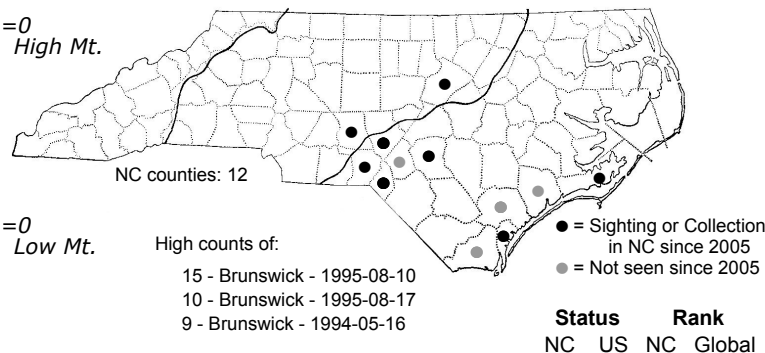 =0
High Mt.
NC counties: 12
=0
Low Mt.
High counts of:
15 - Brunswick - 1995-08-10
10 - Brunswick - 1995-08-17
9 - Brunswick - 1994-05-16
= Sighting or Collection
in NC since 2005
= Not seen since 2005
Status Rank
NC US NC Global